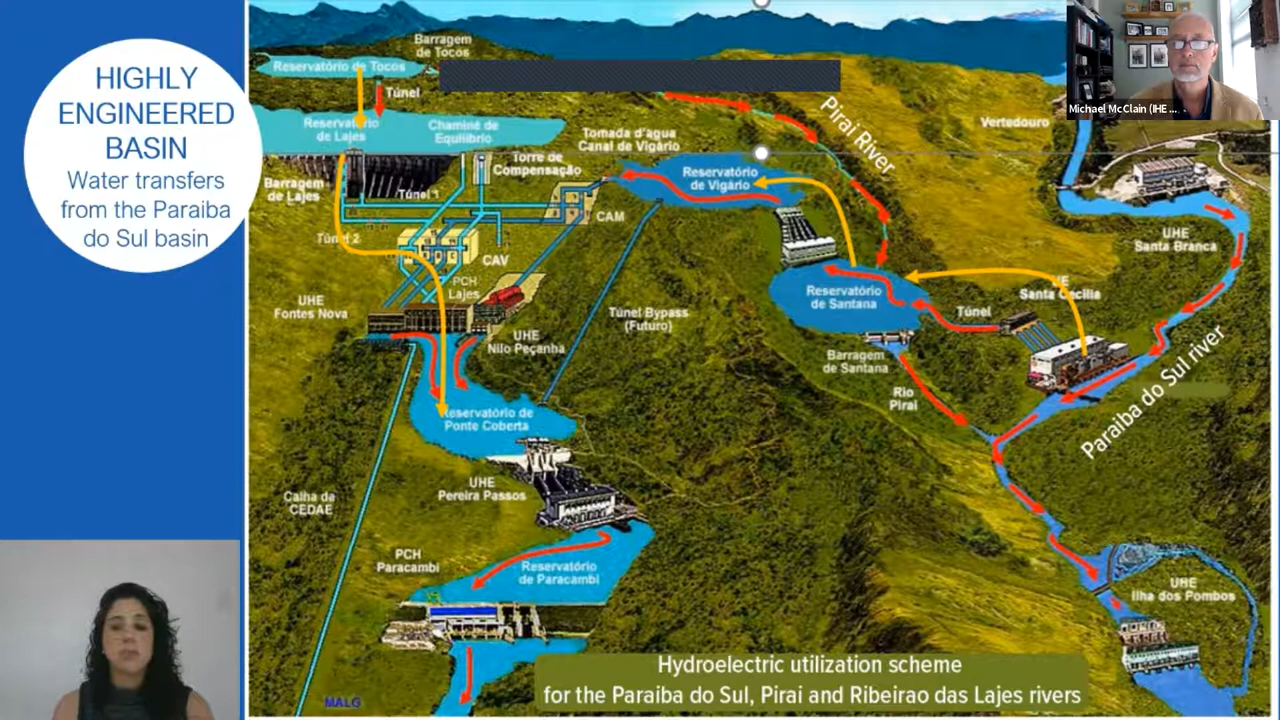 HIGHLY
ENGINEERED
BASIN
Water transfers
from the Paraiba
do Sul basin
Barragem
de Tocos
Reservatório de Tocos
Túnel
Reservatório
de Lajes
Chaminé de
Equilíbrio
Tomada d'agua
Canal de Vigário
Torre de
Compensação
Barragem
de Lajes
Túnel 1
Túnel 2
CAM
CAV
PCH
Lajes
UHE
Fontes Nova
UHE
Nilo Peçanha
Reservatório
de Vigário
Pirai River
Vertedouro
Michael McClain (IHE ...
UHE
Santa Branca
UHE
Santa Cecilia
Reservatório
de Santana
Túnel
Túnel Bypass
(Futuro)
Barragem
de Santana
Rio
Piraí
Paraiba do Sul river
Reservatório de
Ponte Coberta
UHE
Pereira Passos
Calha da
CEDAE
PCH
Paracambi
Reservatório
de Paracambi
UHE
Ilha dos Pombos
Hydroelectric utilization scheme
for the Paraiba do Sul, Pirai and Ribeirao das Lajes rivers
MALG